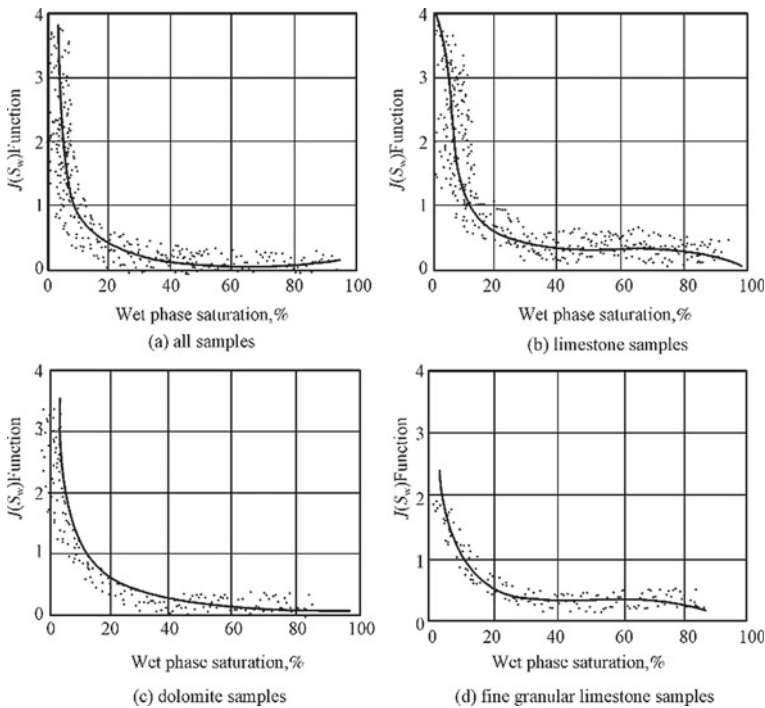 4
3
2
1
0
J(Sw)Function
0 20 40 60 80 100
Wet phase saturation,%
(a) all samples
4
3
2
1
0
J(Sw)Function
0 20 40 60 80 100
Wet phase saturation,%
(b) limestone samples
4
3
2
1
0
J(Sw)Function
0 20 40 60 80 100
Wet phase saturation,%
(c) dolomite samples
4
3
2
1
0
J(Sw)Function
0 20 40 60 80 100
Wet phase saturation,%
(d) fine granular limestone samples